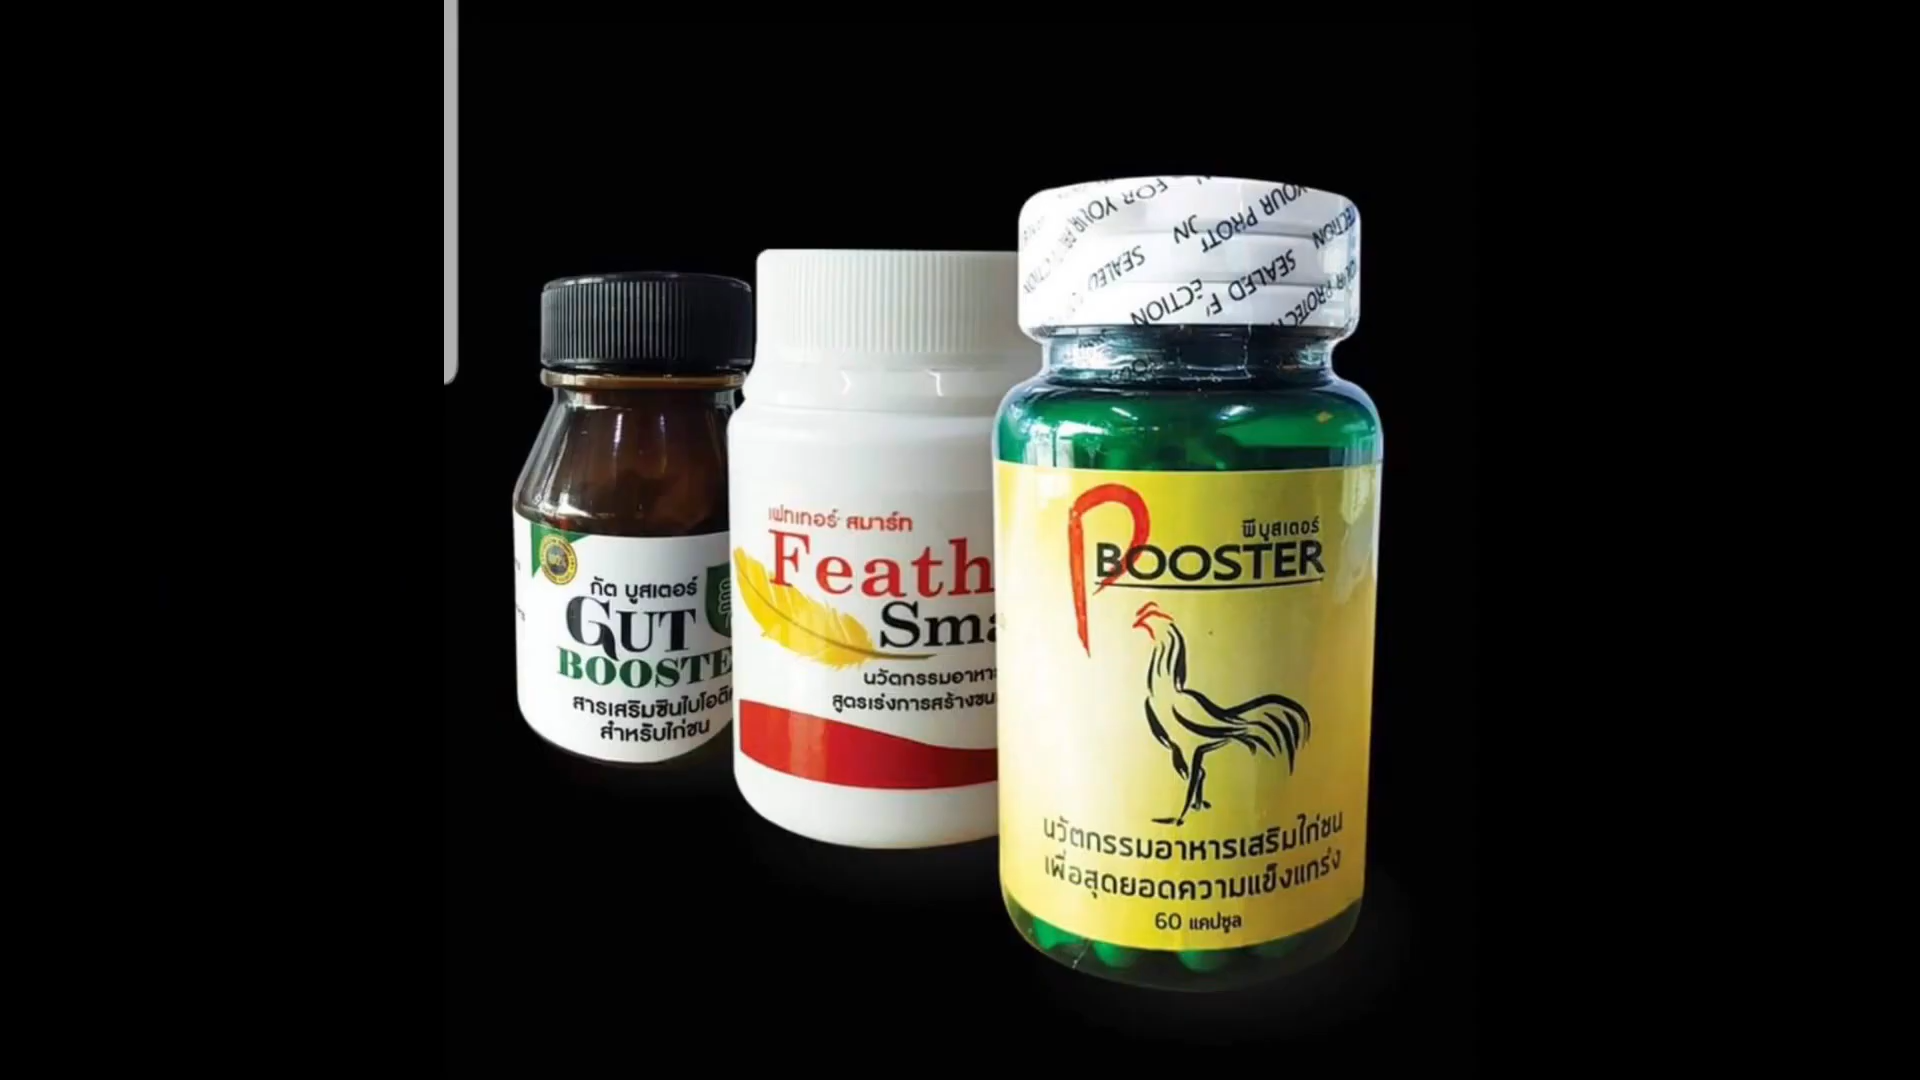 กัต บูสเตอร์
GUT
BOOSTE
สารเสริมซินไบโอติ
สำหรับไก่ชน
เฟทเทอร์ สมาร์ท
Feath
Sma
นวัตกรรมอาหาร
สูตรเร่งการสร้างขน
SEALED FOR YOUR PROTECTION
พีบูสเตอร์
P BOOSTER
นวัตกรรมอาหารเสริมไก่ชน
เพื่อสุดยอดความแข็งแกร่ง
60 แคปซูล